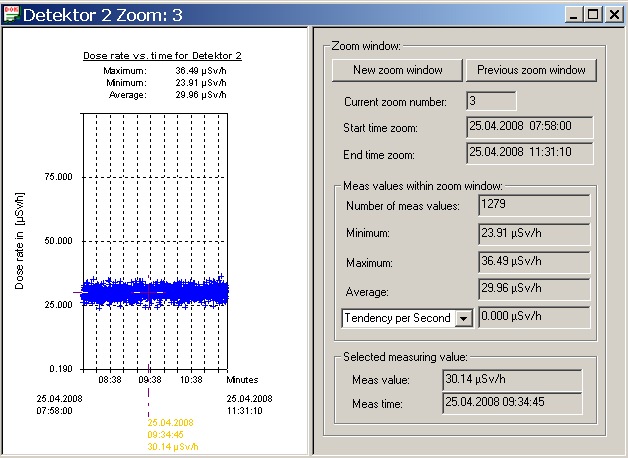 Detektor 2 Zoom: 3
Dose rate vs. time for Detektor 2
Maximum: 36.49 µSv/h
Minimum: 23.91 µSv/h
Average: 29.96 µSv/h
Dose rate in [µSv/h]
75.000
50.000
25.000
0.190
08:38 09:38 10:38 Minutes
25.04.2008
07:58:00
25.04.2008
11:31:10
25.04.2008
09:34:45
30.14 µSv/h
Zoom window:
New zoom window
Previous zoom window
Current zoom number: 3
Start time zoom: 25.04.2008 07:58:00
End time zoom: 25.04.2008 11:31:10
Meas values within zoom window:
Number of meas values: 1279
Minimum: 23.91 µSv/h
Maximum: 36.49 µSv/h
Average: 29.96 µSv/h
Tendency per Second 0.000 µSv/h
Selected measuring value:
Meas value: 30.14 µSv/h
Meas time: 25.04.2008 09:34:45